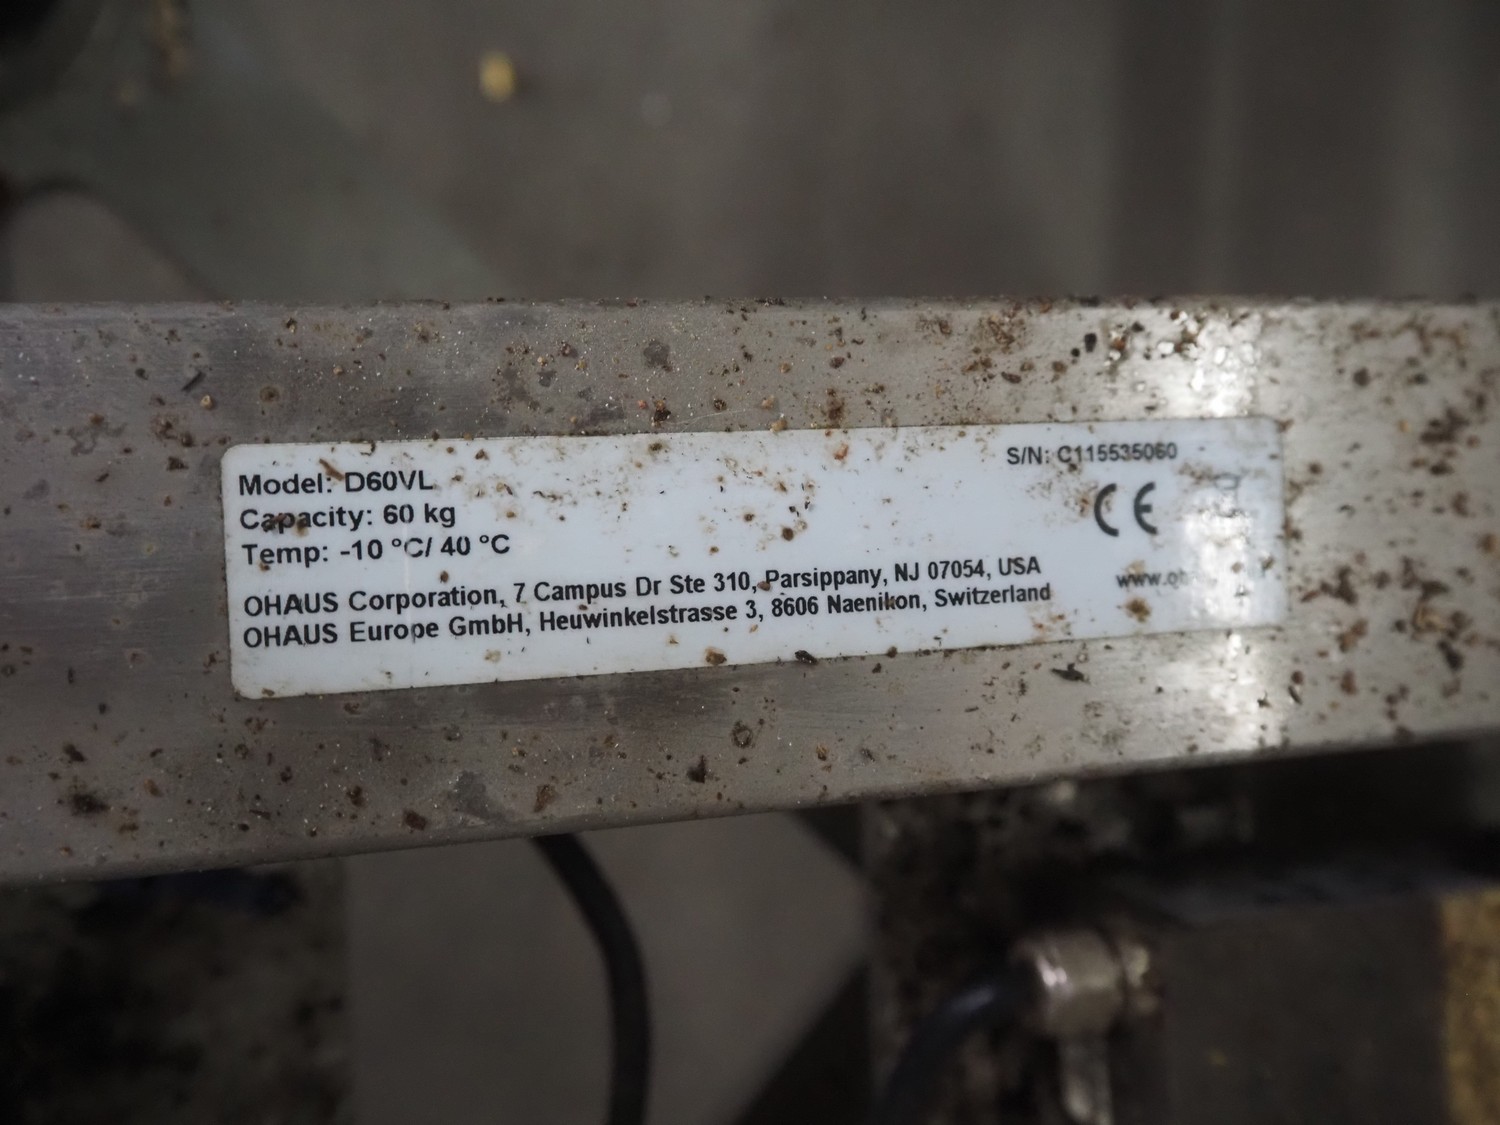 Model: D60VL
S/N: C115535060
Capacity: 60 kg
Temp: -10 °C/ 40 °C
CE
OHAUS Corporation, 7 Campus Dr Ste 310, Parsippany, NJ 07054, USA
OHAUS Europe GmbH, Heuwinkelstrasse 3, 8606 Naenikon, Switzerland